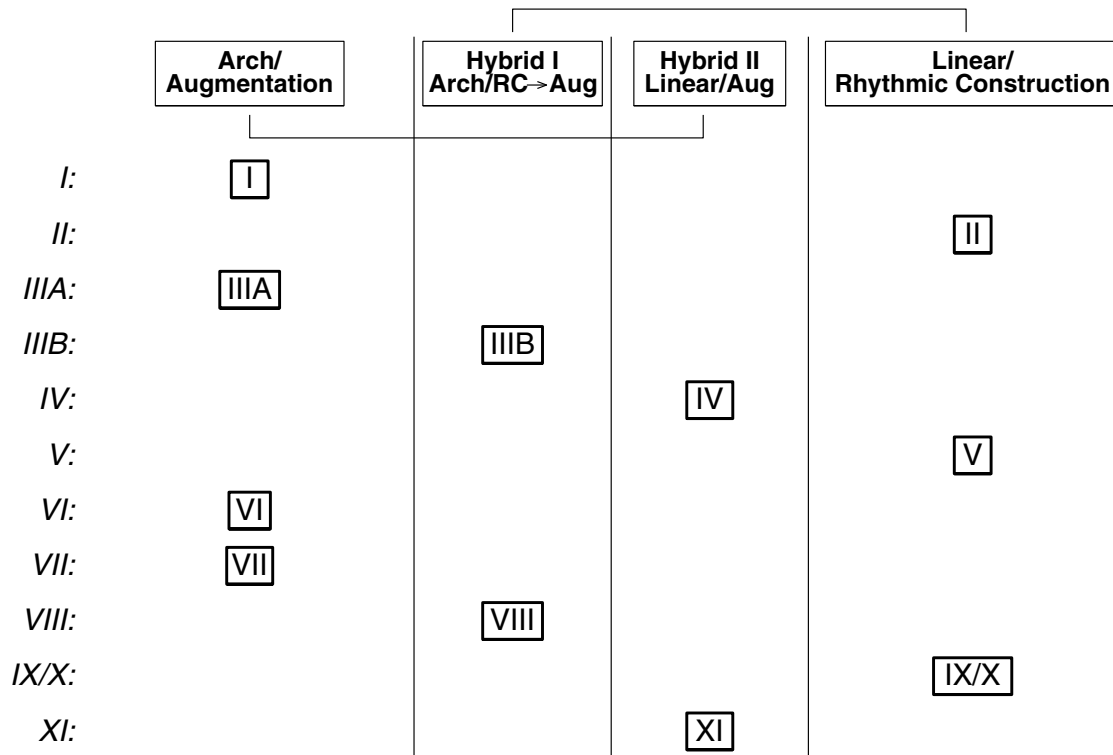 Arch/
Augmentation
Hybrid I
Arch/RC→Aug
Hybrid II
Linear/Aug
Linear/
Rhythmic Construction
I: I
II: II
IIIA: IIIA
IIIB: IIIB
IV: IV
V: V
VI: VI
VII: VII
VIII: VIII
IX/X: IX/X
XI: XI